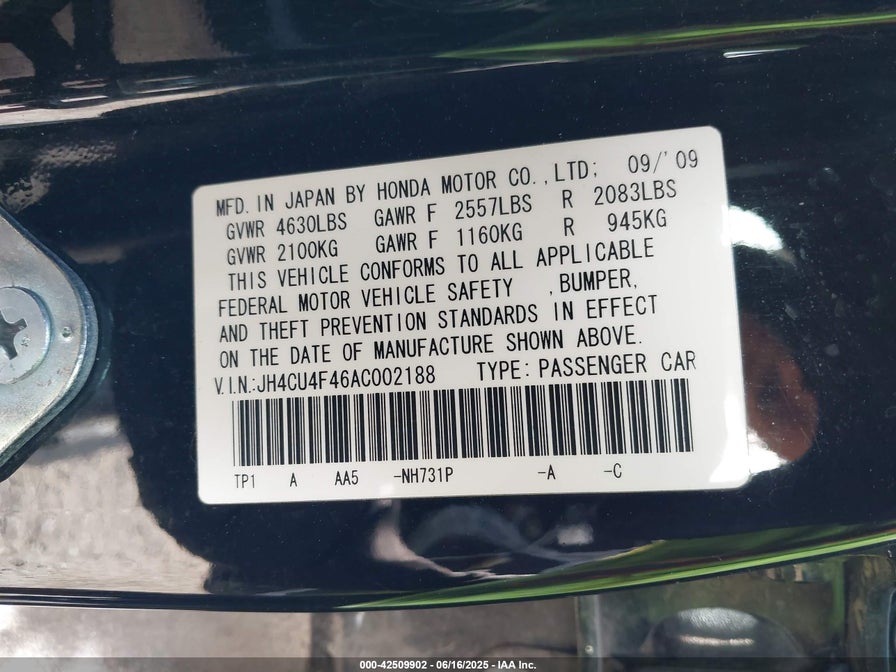 MFD. IN JAPAN BY HONDA MOTOR CO.,LTD; 09/'09
GVWR 4630LBS GAWR F 2557LBS R 2083LBS
GVWR 2100KG GAWR F 1160KG R 945KG
THIS VEHICLE CONFORMS TO ALL APPLICABLE
FEDERAL MOTOR VEHICLE SAFETY ,BUMPER,
AND THEFT PREVENTION STANDARDS IN EFFECT
ON THE DATE OF MANUFACTURE SHOWN ABOVE.
V.I.N.:JH4CU4F46AC002188 TYPE: PASSENGER CAR
TP1 A AA5 -NH731P -A -C
000-42509902 - 06/16/2025 - IAA Inc.